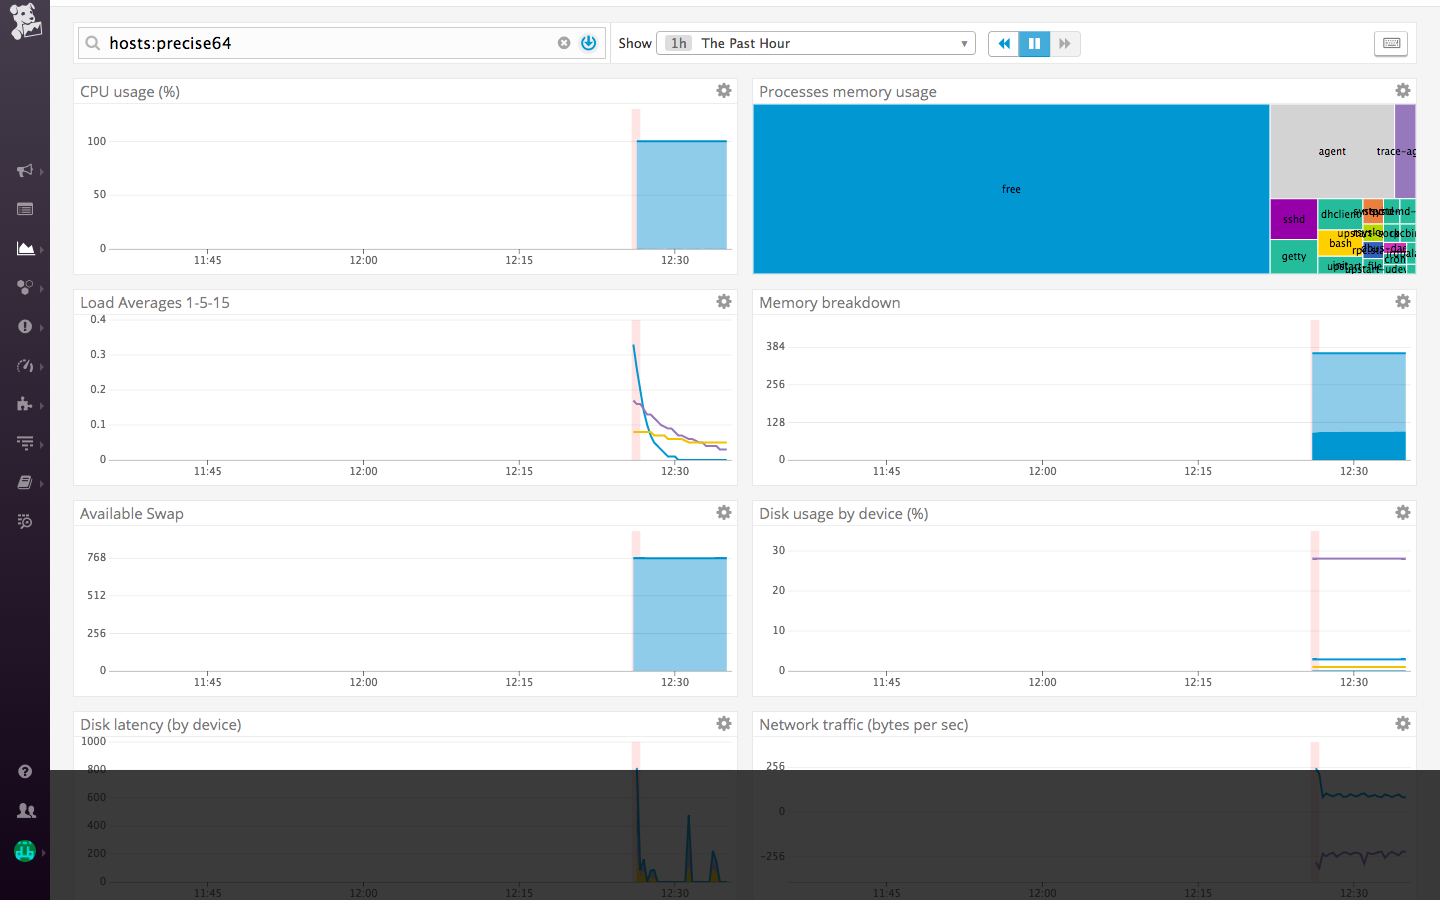 hosts:precise64
Show 1h The Past Hour
CPU usage (%)
100
50
0
11:45 12:00 12:15 12:30
Processes memory usage
free
agent
sshd
dhclient
bash
getty
cron
Load Averages 1-5-15
0.4
0.3
0.2
0.1
0
11:45 12:00 12:15 12:30
Memory breakdown
384
256
128
0
11:45 12:00 12:15 12:30
Available Swap
768
512
256
0
11:45 12:00 12:15 12:30
Disk usage by device (%)
30
20
10
0
11:45 12:00 12:15 12:30
Disk latency (by device)
1000
800
600
400
200
0
11:45 12:00 12:15 12:30
Network traffic (bytes per sec)
256
0
-256
11:45 12:00 12:15 12:30